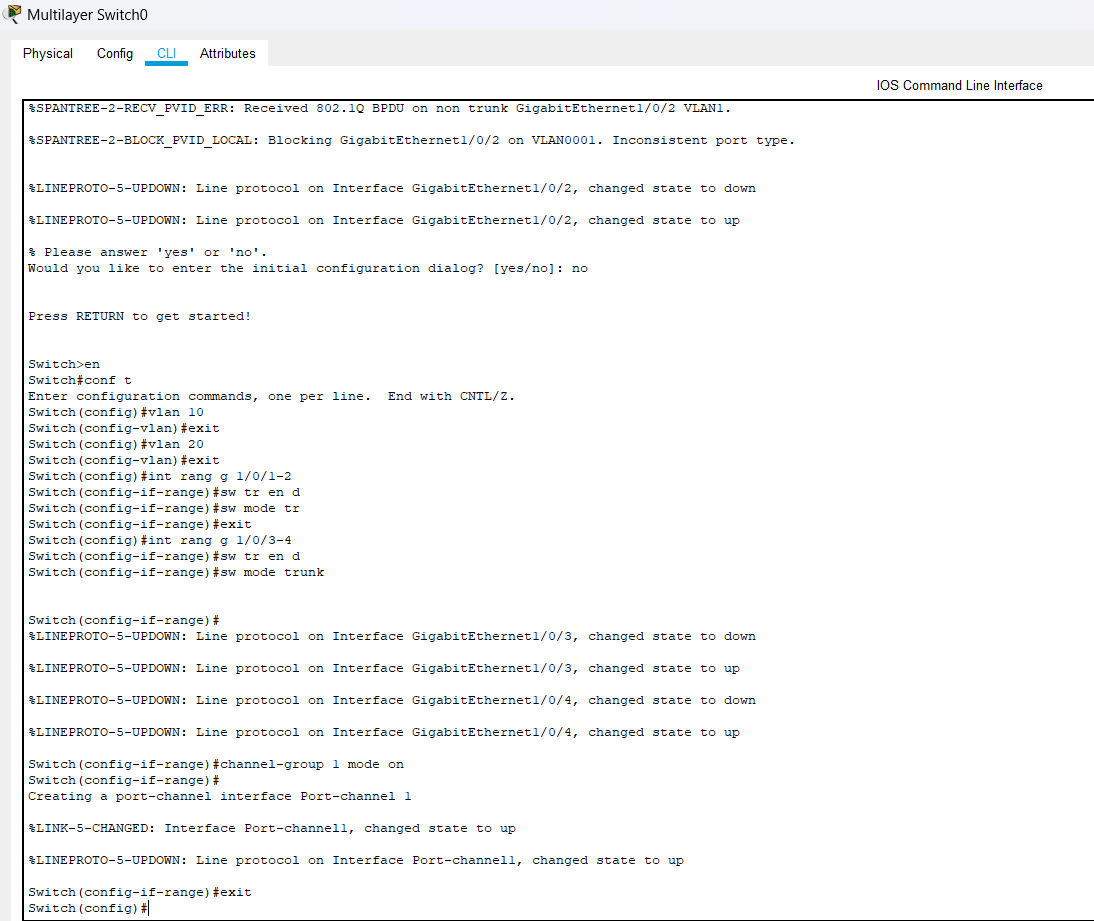 Multilayer Switch0
Physical Config CLI Attributes
IOS Command Line Interface
%SPANTREE-2-RECV_PVID_ERR: Received 802.1Q BPDU on non trunk GigabitEthernet1/0/2 VLAN1.
%SPANTREE-2-BLOCK_PVID_LOCAL: Blocking GigabitEthernet1/0/2 on VLAN0001. Inconsistent port type.
%LINEPROTO-5-UPDOWN: Line protocol on Interface GigabitEthernet1/0/2, changed state to down
%LINEPROTO-5-UPDOWN: Line protocol on Interface GigabitEthernet1/0/2, changed state to up
% Please answer 'yes' or 'no'.
Would you like to enter the initial configuration dialog? [yes/no]: no
Press RETURN to get started!
Switch>en
Switch#conf t
Enter configuration commands, one per line.  End with CNTL/Z.
Switch(config)#vlan 10
Switch(config-vlan)#exit
Switch(config)#vlan 20
Switch(config-vlan)#exit
Switch(config)#int rang g 1/0/1-2
Switch(config-if-range)#sw tr en d
Switch(config-if-range)#sw mode tr
Switch(config-if-range)#exit
Switch(config)#int rang g 1/0/3-4
Switch(config-if-range)#sw tr en d
Switch(config-if-range)#sw mode trunk
Switch(config-if-range)#
%LINEPROTO-5-UPDOWN: Line protocol on Interface GigabitEthernet1/0/3, changed state to down
%LINEPROTO-5-UPDOWN: Line protocol on Interface GigabitEthernet1/0/3, changed state to up
%LINEPROTO-5-UPDOWN: Line protocol on Interface GigabitEthernet1/0/4, changed state to down
%LINEPROTO-5-UPDOWN: Line protocol on Interface GigabitEthernet1/0/4, changed state to up
Switch(config-if-range)#channel-group 1 mode on
Switch(config-if-range)#
Creating a port-channel interface Port-channel 1
%LINK-5-CHANGED: Interface Port-channel1, changed state to up
%LINEPROTO-5-UPDOWN: Line protocol on Interface Port-channel1, changed state to up
Switch(config-if-range)#exit
Switch(config)#